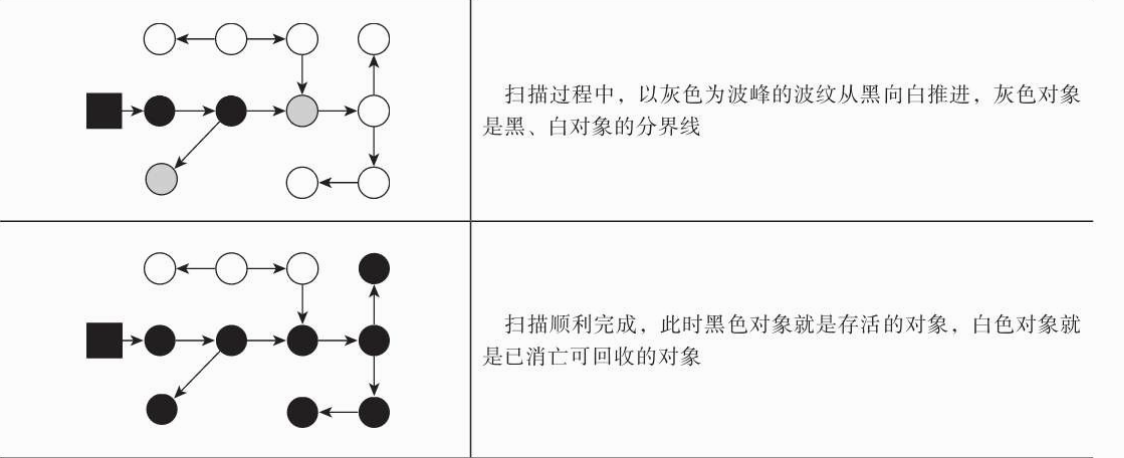 扫描过程中，以灰色为波峰的波纹从黑向白推进，灰色对象
是黑、白对象的分界线
扫描顺利完成，此时黑色对象就是存活的对象，白色对象就
是已消亡可回收的对象